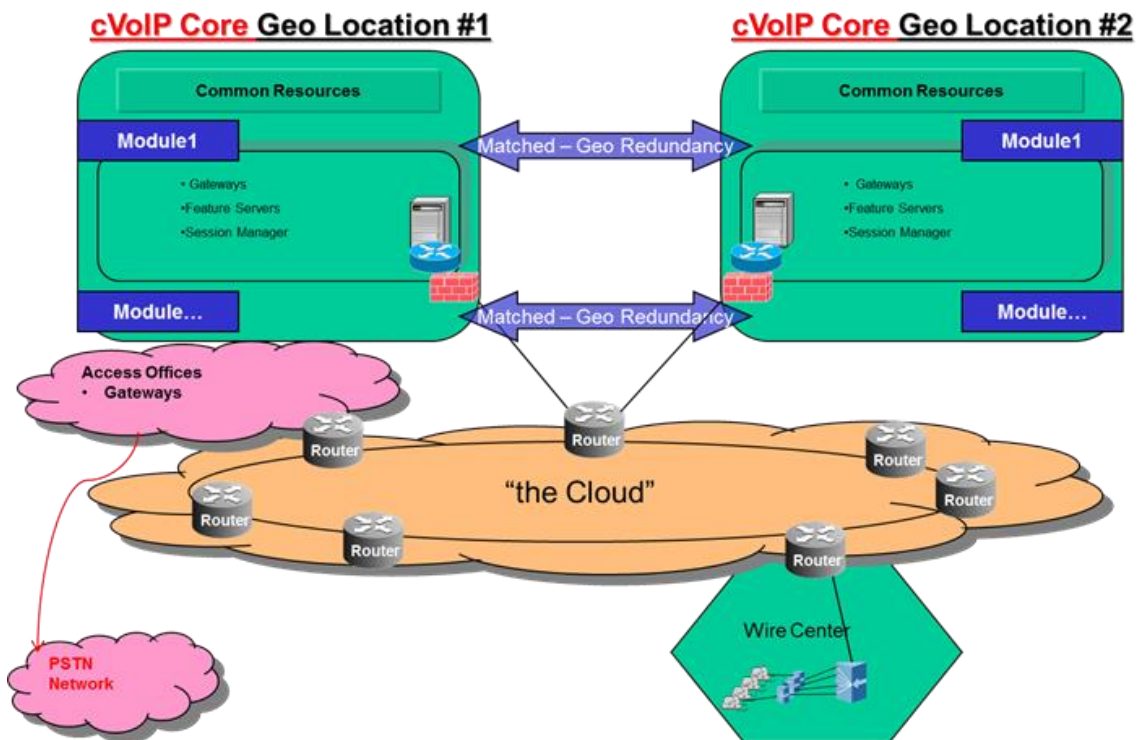 cVoIP Core Geo Location #1
cVoIP Core Geo Location #2
Common Resources
Common Resources
Module1
Matched – Geo Redundancy
Module1
• Gateways
•Feature Servers
•Session Manager
• Gateways
•Feature Servers
•Session Manager
Module...
Matched – Geo Redundancy
Module...
Access Offices
• Gateways
Router
Router
Router
Router
Router
Router
Router
“the Cloud”
Wire Center
PSTN
Network